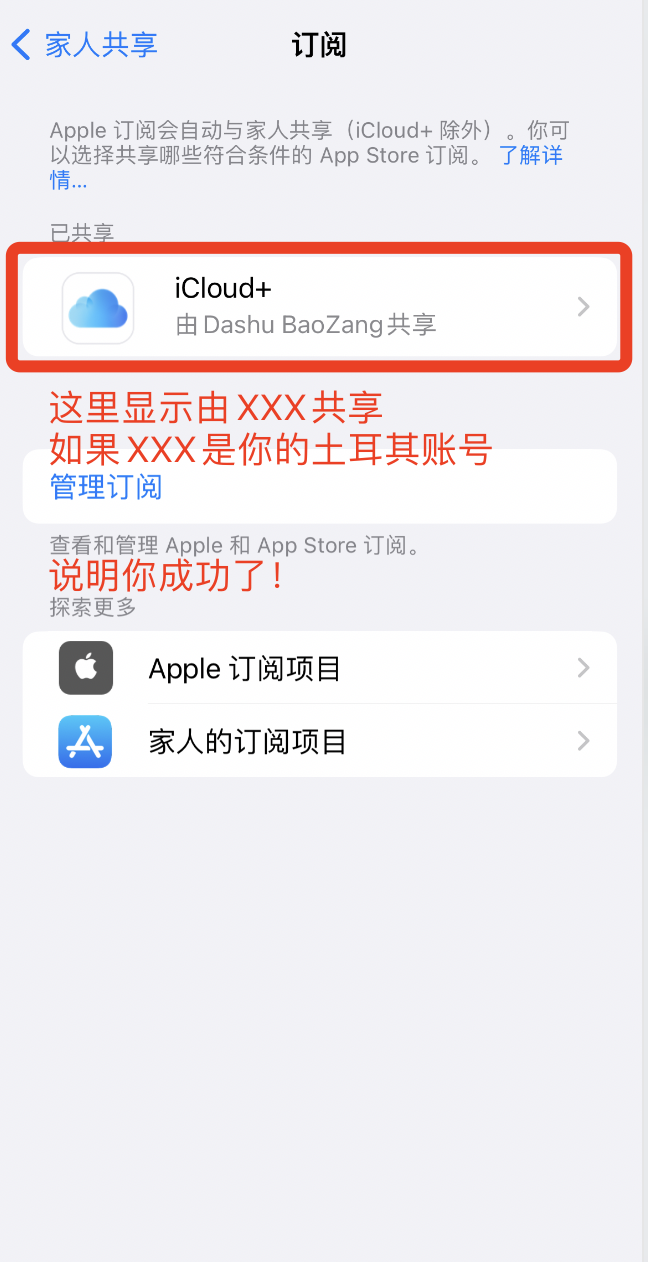 家人共享
订阅
Apple 订阅会自动与家人共享（iCloud+ 除外）。你可
以选择共享哪些符合条件的 App Store 订阅。 了解详
情...
已共享
iCloud+
由 Dashu BaoZang 共享
这里显示由 XXX 共享
如果 XXX 是你的土耳其账号
管理订阅
查看和管理 Apple 和 App Store 订阅。
说明你成功了！
探索更多
Apple 订阅项目
家人的订阅项目